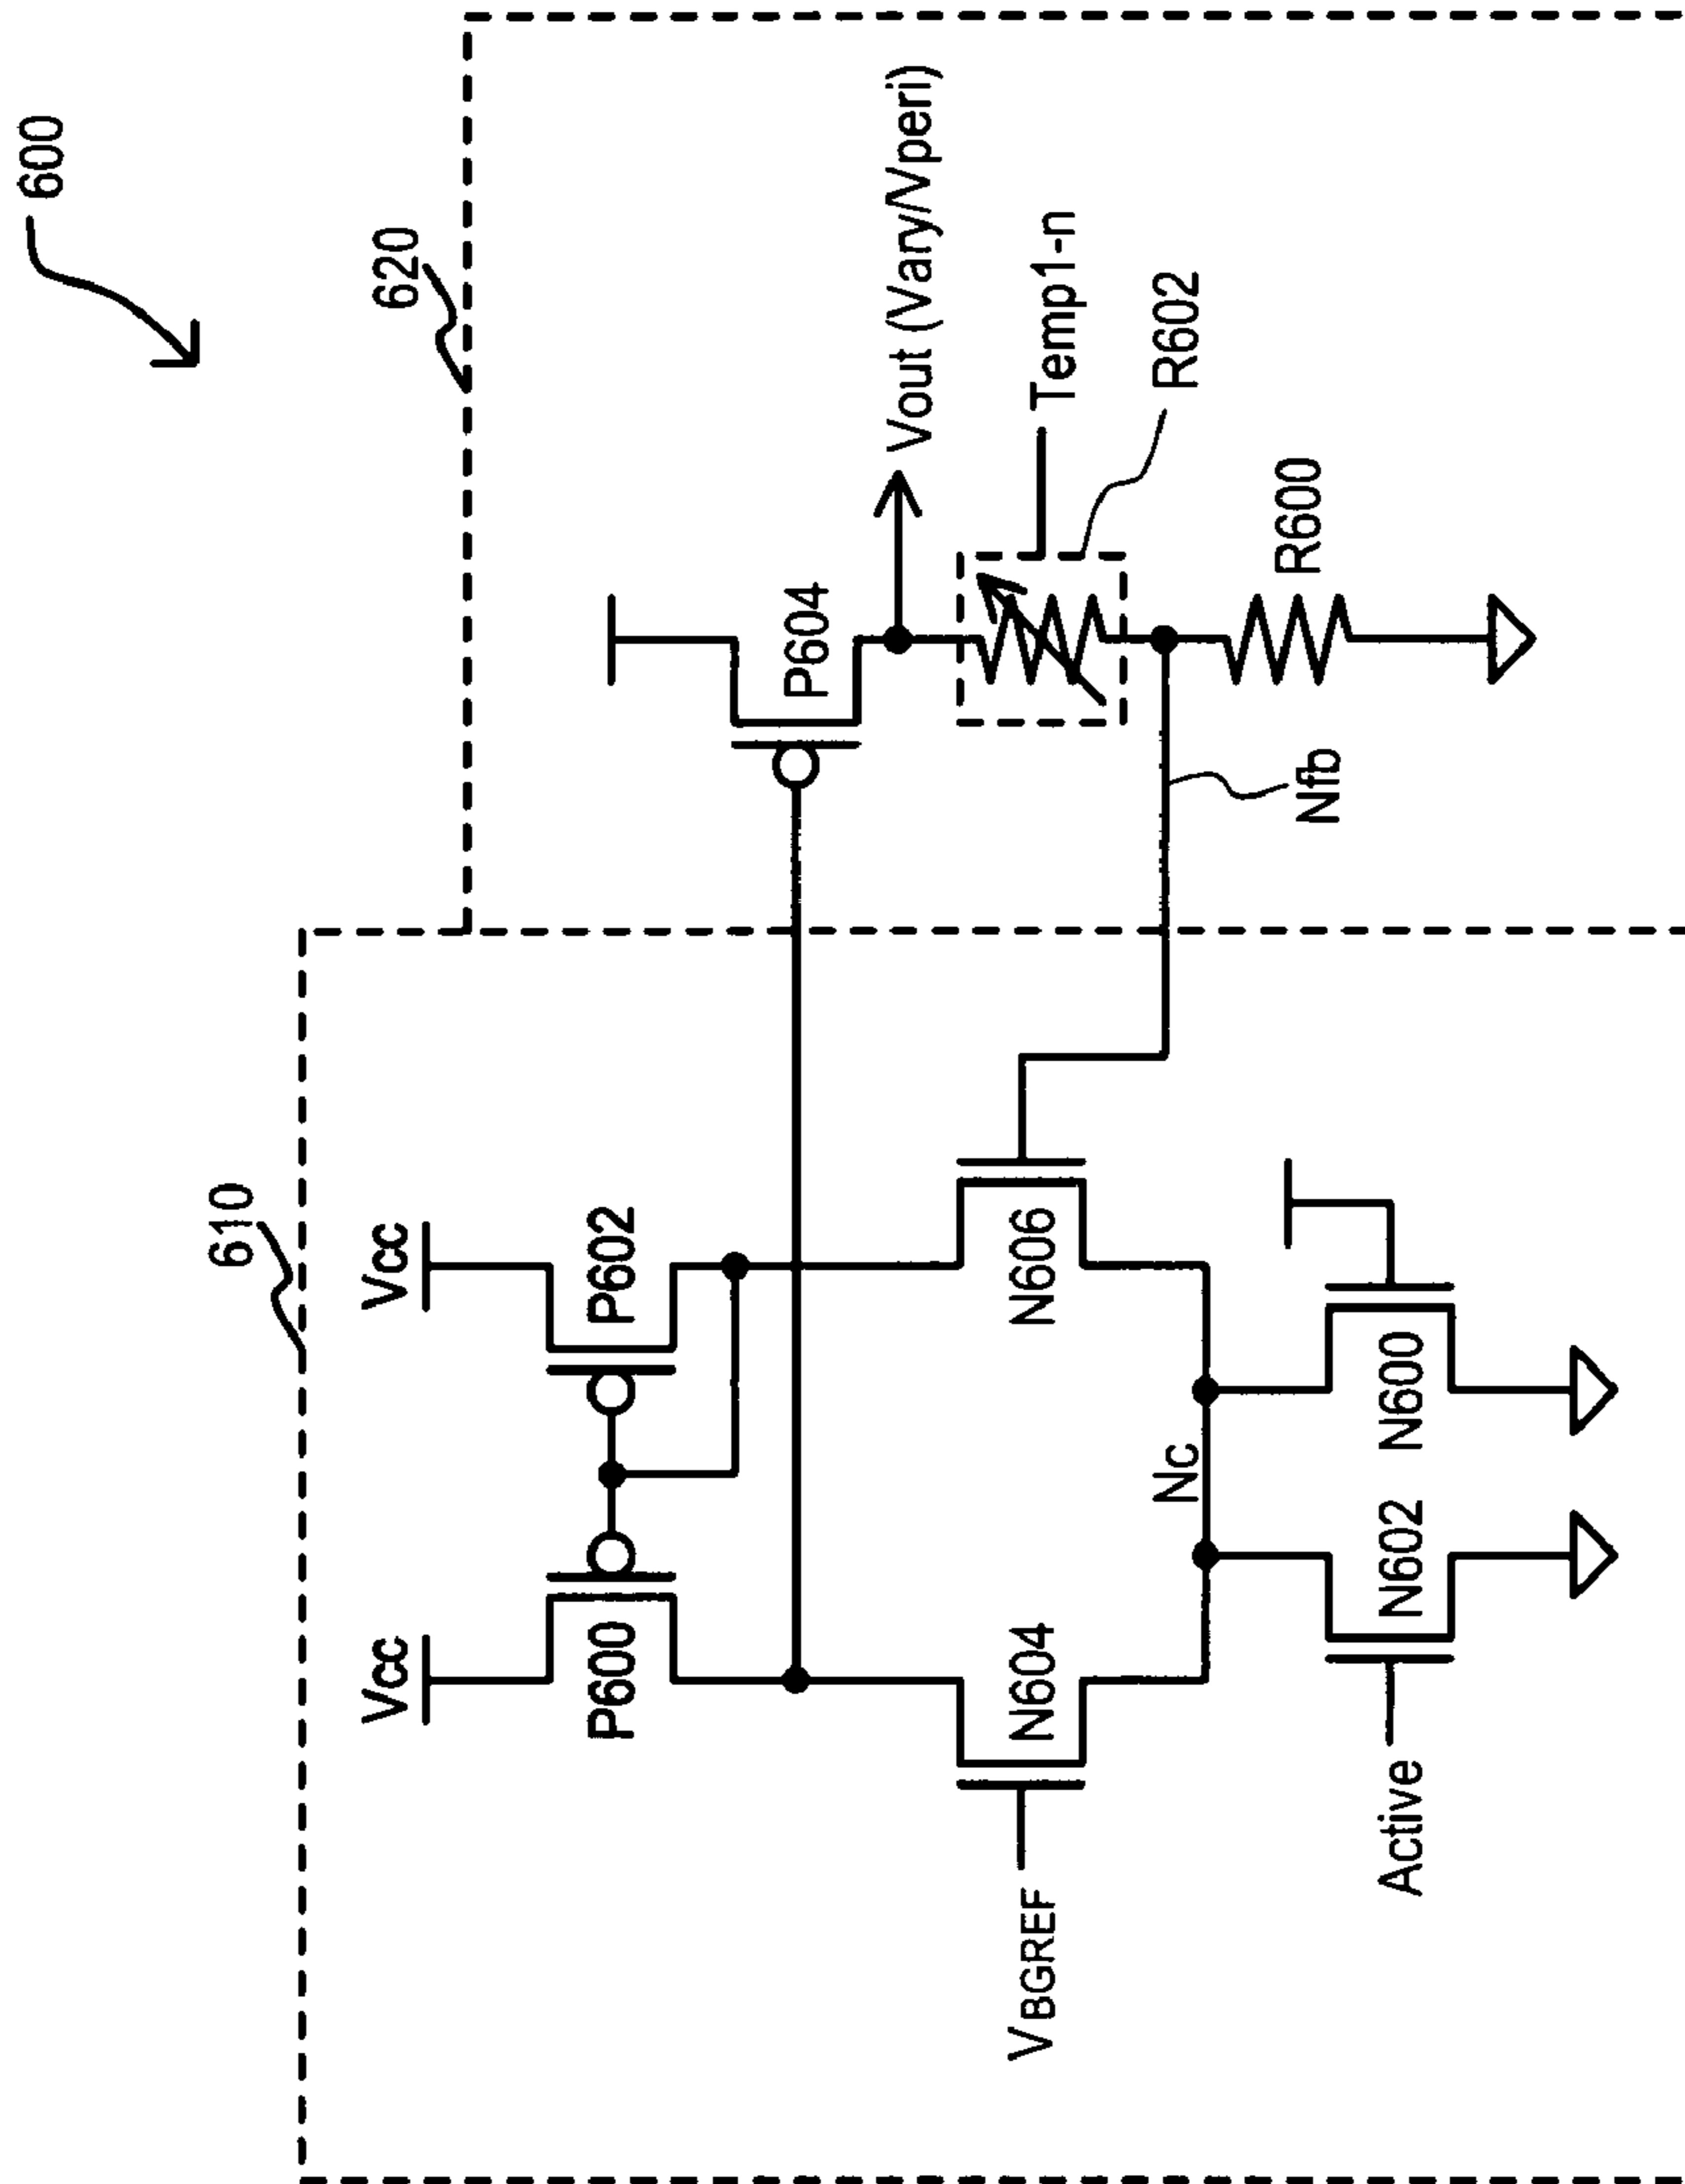 600
610
620
Vcc
Vcc
P600
P602
P604
Vout (Vary/Vperi)
VBGREF
N604
N606
Temp1-n
R602
Nc
Nfb
R600
Active
N602
N600